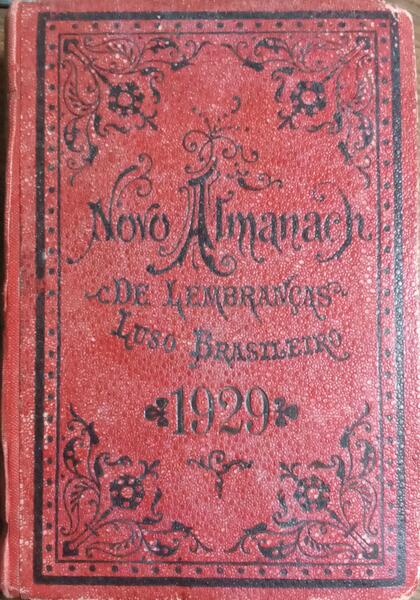 Novo Almanach
DE LEMBRANÇAS
LUSO BRASILEIRO
1929